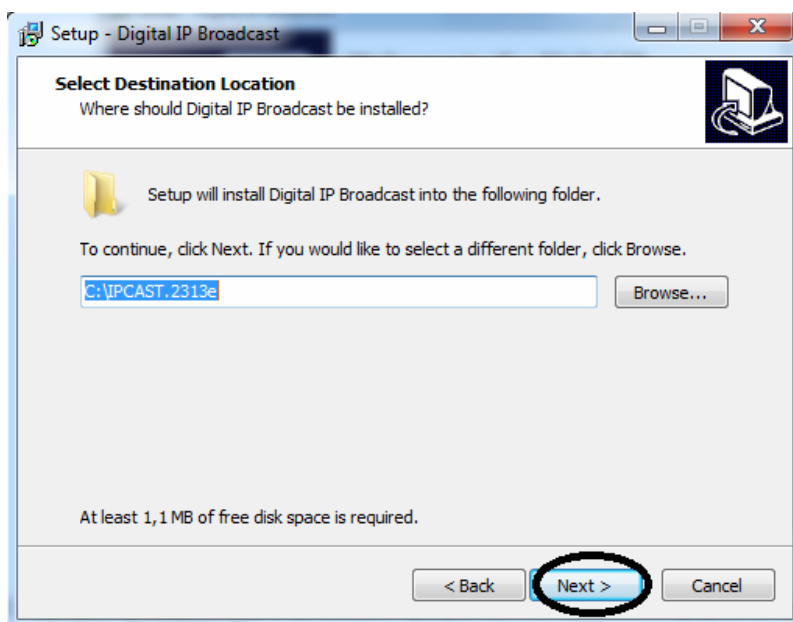 Setup - Digital IP Broadcast
Select Destination Location
Where should Digital IP Broadcast be installed?
Setup will install Digital IP Broadcast into the following folder.
To continue, click Next. If you would like to select a different folder, click Browse.
C:\IPCAST.2313e
Browse...
At least 1,1 MB of free disk space is required.
< Back
Next >
Cancel